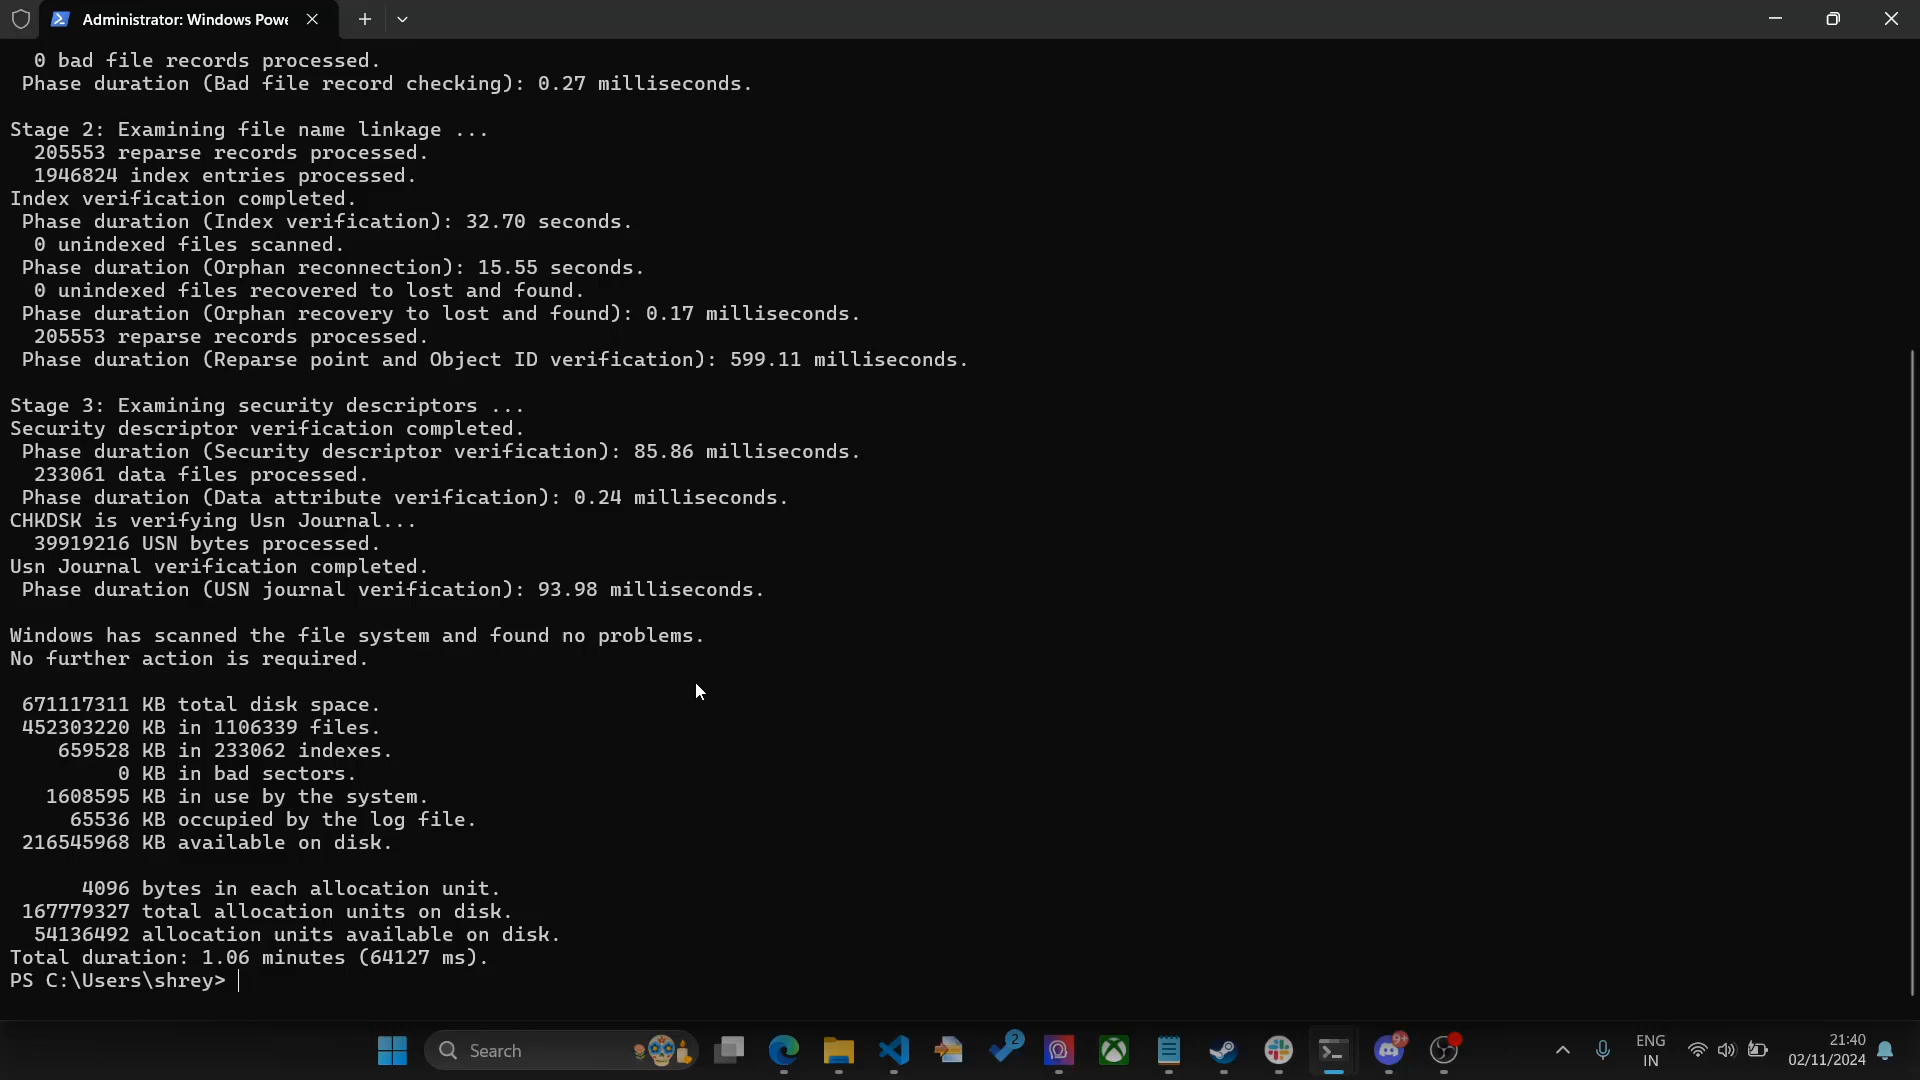 Administrator: Windows Powe
0 bad file records processed.
Phase duration (Bad file record checking): 0.27 milliseconds.
Stage 2: Examining file name linkage ...
205553 reparse records processed.
1946824 index entries processed.
Index verification completed.
Phase duration (Index verification): 32.70 seconds.
0 unindexed files scanned.
Phase duration (Orphan reconnection): 15.55 seconds.
0 unindexed files recovered to lost and found.
Phase duration (Orphan recovery to lost and found): 0.17 milliseconds.
205553 reparse records processed.
Phase duration (Reparse point and Object ID verification): 599.11 milliseconds.
Stage 3: Examining security descriptors ...
Security descriptor verification completed.
Phase duration (Security descriptor verification): 85.86 milliseconds.
233061 data files processed.
Phase duration (Data attribute verification): 0.24 milliseconds.
CHKDSK is verifying Usn Journal...
39919216 USN bytes processed.
Usn Journal verification completed.
Phase duration (USN journal verification): 93.98 milliseconds.
Windows has scanned the file system and found no problems.
No further action is required.
671117311 KB total disk space.
452303220 KB in 1106339 files.
659528 KB in 233062 indexes.
0 KB in bad sectors.
1608595 KB in use by the system.
65536 KB occupied by the log file.
216545968 KB available on disk.
4096 bytes in each allocation unit.
167779327 total allocation units on disk.
54136492 allocation units available on disk.
Total duration: 1.06 minutes (64127 ms).
PS C:\Users\shrey>
Search
2
9+
ENG
IN
21:40
02/11/2024